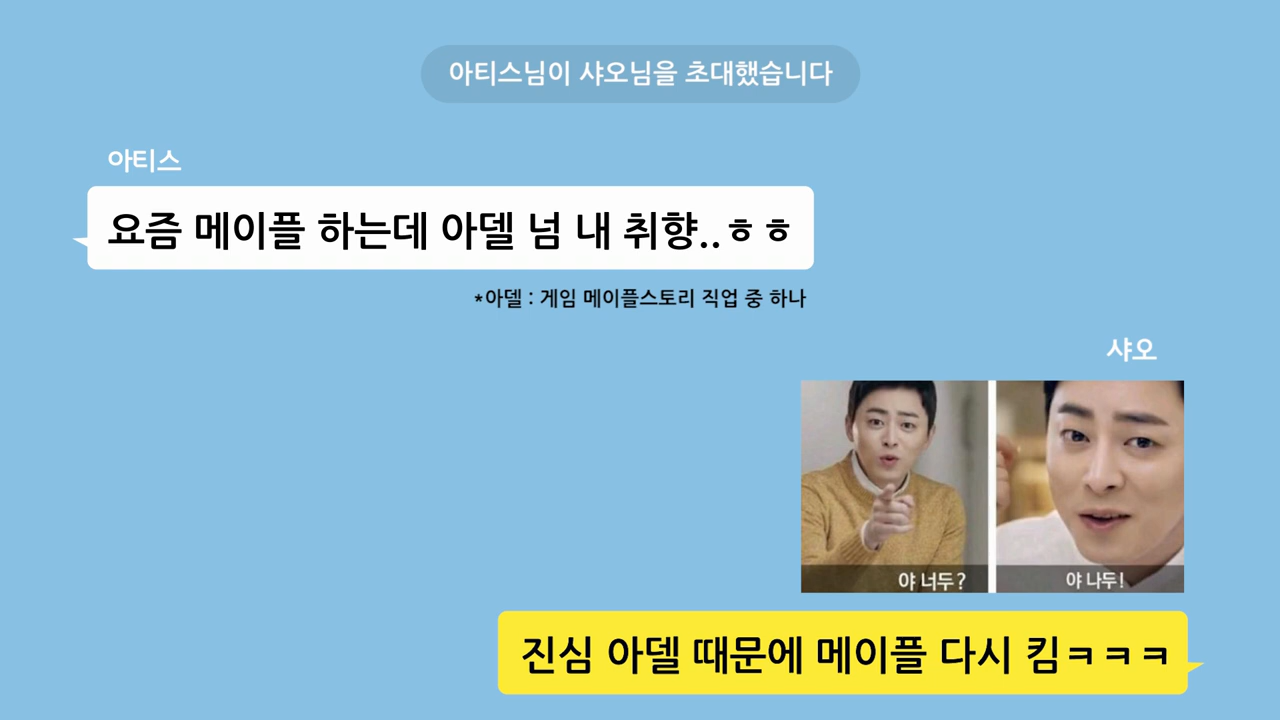 아티스님이 샤오님을 초대했습니다
아티스
요즘 메이플 하는데 아델 넘 내 취향..ㅎㅎ
*아델 : 게임 메이플스토리 직업 중 하나
샤오
야 너두?
야 나두!
진심 아델 때문에 메이플 다시 킴ㅋㅋㅋ